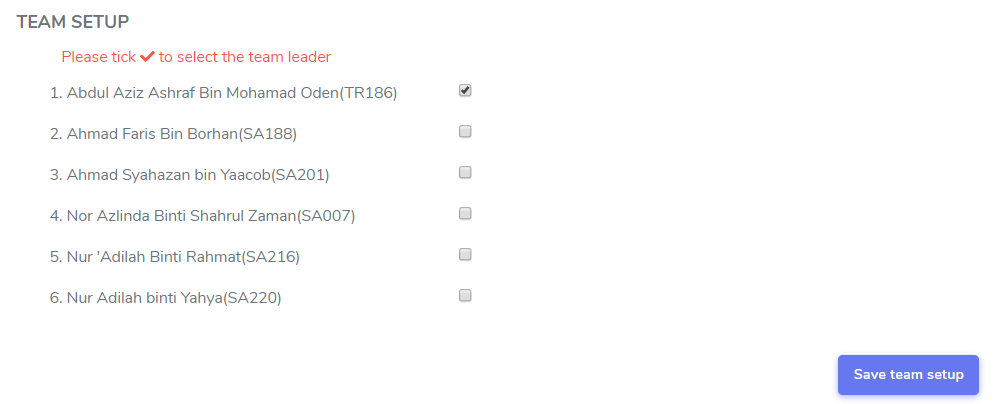 TEAM SETUP
Please tick ✔ to select the team leader
1. Abdul Aziz Ashraf Bin Mohamad Oden(TR186)
2. Ahmad Faris Bin Borhan(SA188)
3. Ahmad Syahazan bin Yaacob(SA201)
4. Nor Azlinda Binti Shahrul Zaman(SA007)
5. Nur 'Adilah Binti Rahmat(SA216)
6. Nur Adilah binti Yahya(SA220)
Save team setup